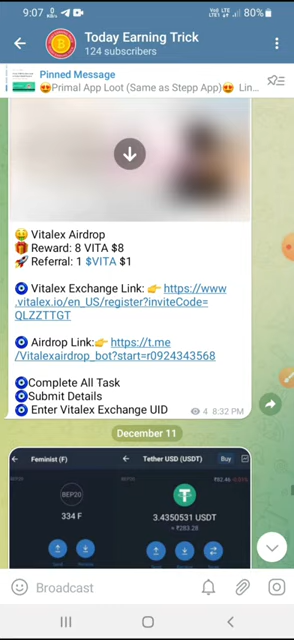 9:07
80%
Today Earning Trick
124 subscribers
Pinned Message
😍Primal App Loot (Same as Stepp App)😍 Lin...
🤑 Vitalex Airdrop
🎁 Reward: 8 VITA $8
🚀 Referral: 1 $VITA $1
🧿 Vitalex Exchange Link: 👉 https://www
.vitalex.io/en_US/register?inviteCode=
QLZZTTGT
🧿 Airdrop Link:👉 https://t.me
/Vitalexairdrop_bot?start=r0924343568
🧿Complete All Task
🧿Submit Details
🧿 Enter Vitalex Exchange UID
4 8:32 PM
December 11
Feminist (F)
Tether USD (USDT) Buy
BEP20
334 F
3.4350531 USDT
≈ ₹283.28
Broadcast